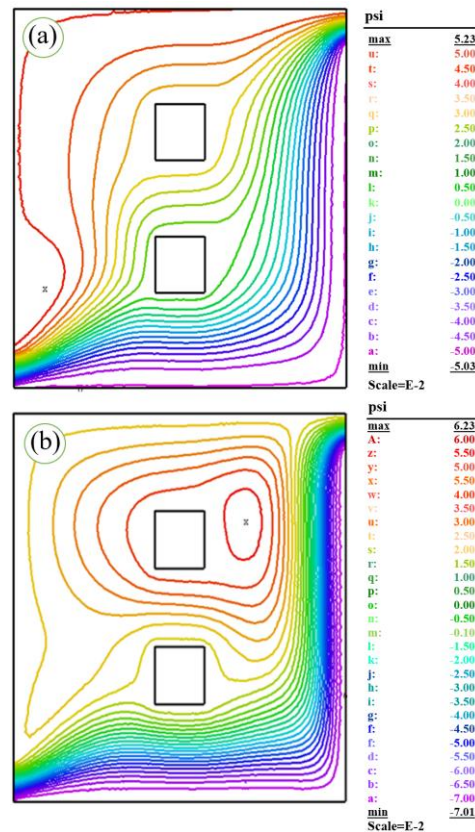 (a)
psi
max 5.23
u: 5.00
t: 4.50
s: 4.00
r: 3.50
q: 3.00
p: 2.50
o: 2.00
n: 1.50
m: 1.00
l: 0.50
k: 0.00
j: -0.50
i: -1.00
h: -1.50
g: -2.00
f: -2.50
e: -3.00
d: -3.50
c: -4.00
b: -4.50
a: -5.00
min -5.03
Scale=E-2
x
(b)
psi
max 6.23
A: 6.00
z: 5.50
y: 5.00
x: 5.50
w: 4.00
v: 3.50
u: 3.00
t: 2.50
s: 2.00
r: 1.50
q: 1.00
p: 0.50
o: 0.00
n: -0.50
m: -0.10
l: -1.50
k: -2.00
j: -2.50
h: -3.00
i: -3.50
g: -4.00
f: -4.50
f: -5.00
d: -5.50
c: -6.00
b: -6.50
a: -7.00
min -7.01
Scale=E-2
x